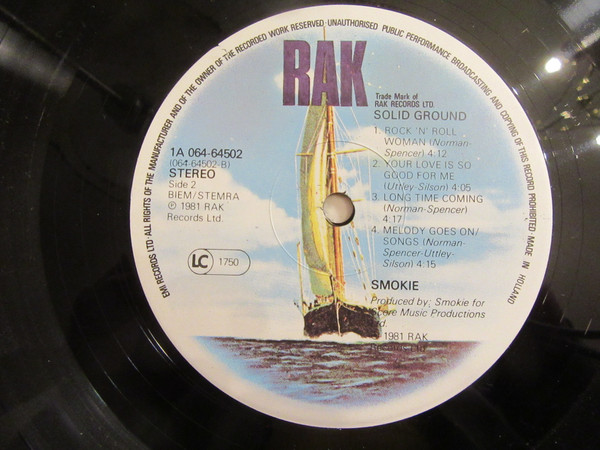 EMI RECORDS LTD· ALL RIGHTS OF THE MANUFACTURER AND OF THE OWNER OF THE RECORDED WORK RESERVED· UNAUTHORISED PUBLIC PERFORMANCE BROADCASTING AND COPYING OF THIS RECORD PROHIBITED MADE IN HOLLAND
RAK
Trade Mark of
RAK RECORDS LTD.
SOLID GROUND
1. ROCK 'N' ROLL
WOMAN (Norman-
Spencer) 4:12
2. YOUR LOVE IS SO
GOOD FOR ME
(Uttley-Silson) 4:05
3. LONG TIME COMING
(Norman-Spencer)
4:17
4. MELODY GOES ON/
SONGS (Norman-
Spencer-Uttley-
Silson) 4:15
1A 064-64502
(064-64502-B)
STEREO
Side 2
BIEM/STEMRA
℗ 1981 RAK
Records Ltd.
LC 1750
SMOKIE
Produced by: Smokie for
Music Productions
1981 RAK